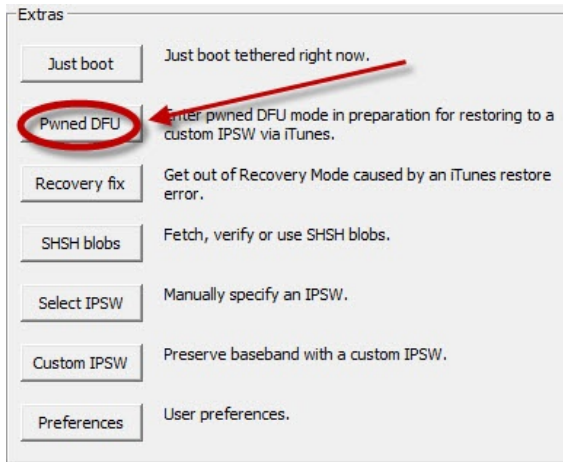 Extras
Just boot
Just boot tethered right now.
Pwned DFU
Enter pwned DFU mode in preparation for restoring to a
custom IPSW via iTunes.
Recovery fix
Get out of Recovery Mode caused by an iTunes restore
error.
SHSH blobs
Fetch, verify or use SHSH blobs.
Select IPSW
Manually specify an IPSW.
Custom IPSW
Preserve baseband with a custom IPSW.
Preferences
User preferences.